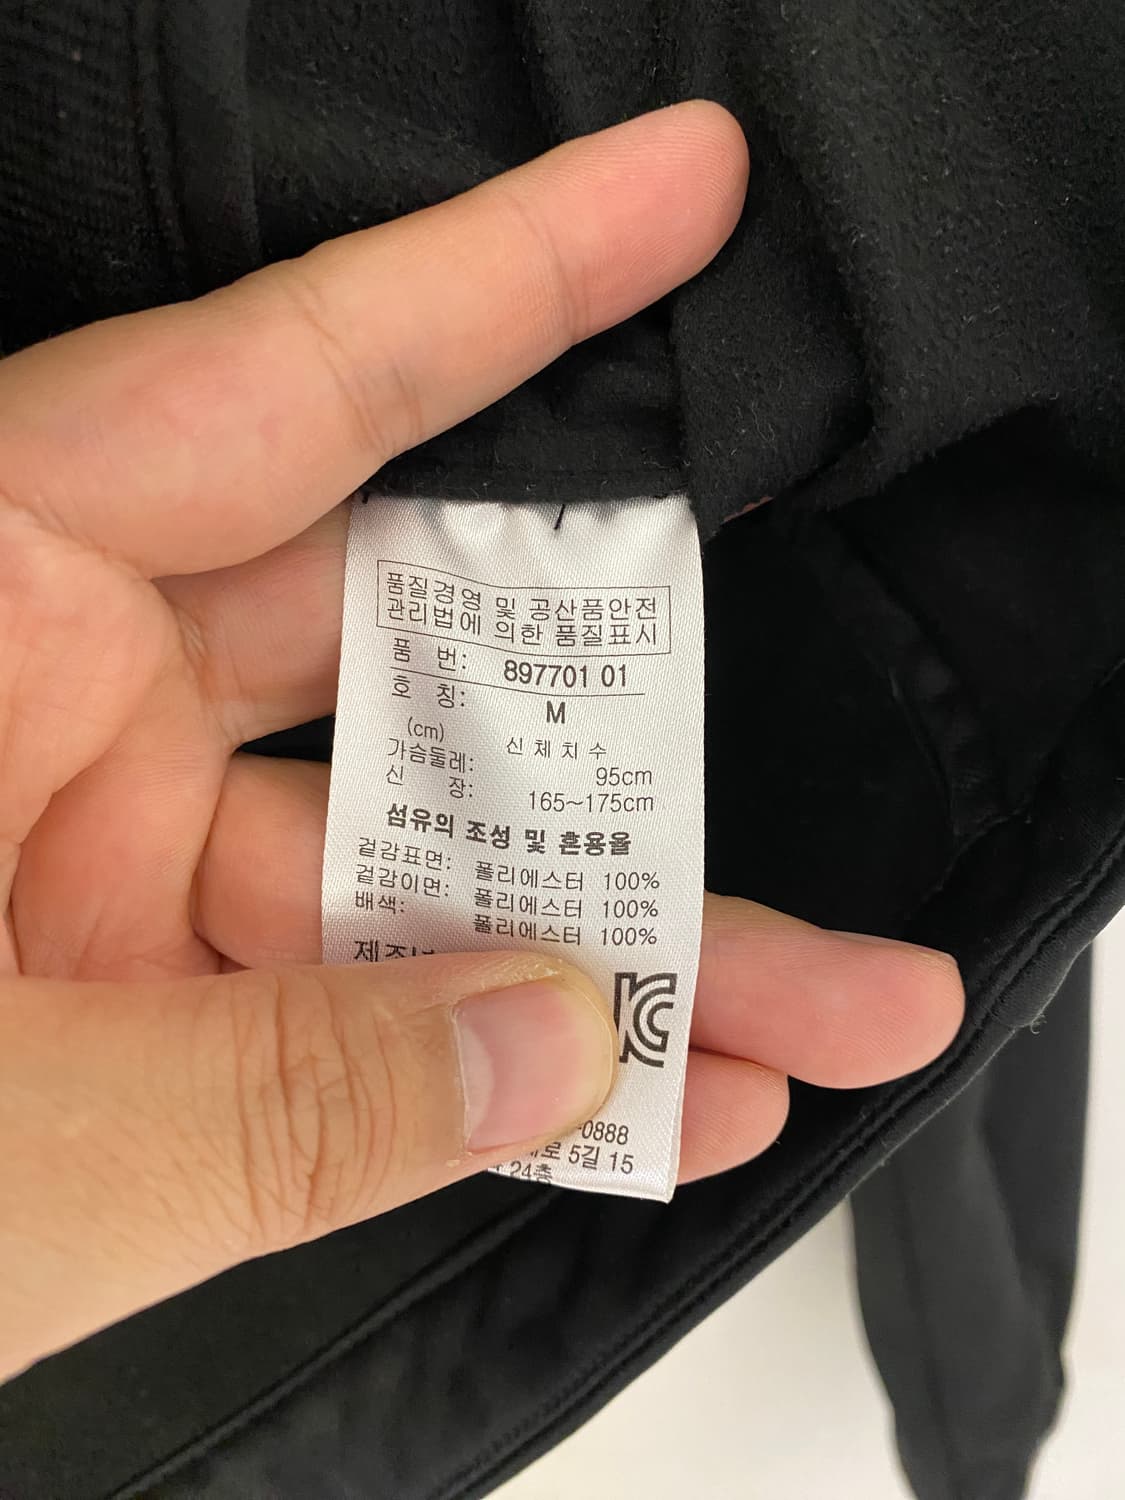 품질경영 및 공산품안전
관리법에 의한 품질표시
품 번: 897701 01
호 칭: M
(cm) 신체치수
가슴둘레: 95cm
신 장: 165~175cm
섬유의 조성 및 혼용율
겉감표면: 폴리에스터 100%
겉감이면: 폴리에스터 100%
배색: 폴리에스터 100%
KC
-0888
로 5길 15
24층